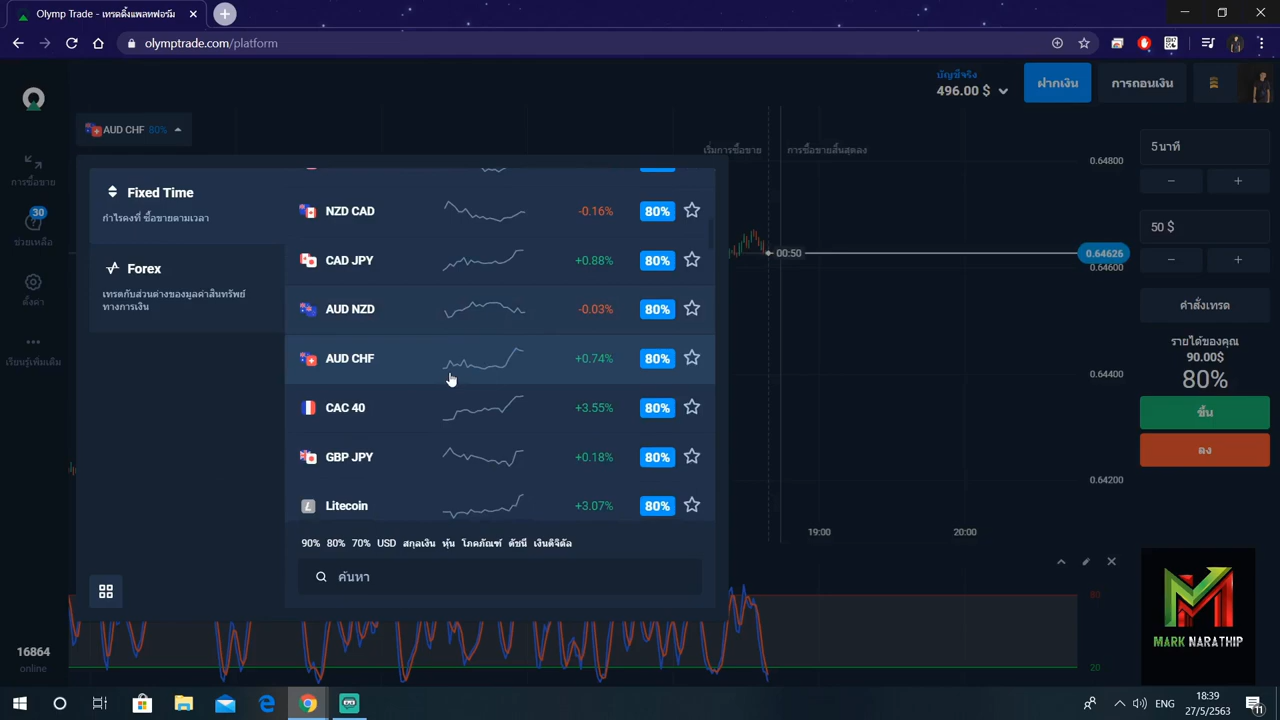 Olymp Trade - เทรดดิ้งแพลทฟอร์ม
olymptrade.com/platform
บัญชีจริง
496.00 $
ฝากเงิน
การถอนเงิน
AUD CHF 80%
เริ่มการซื้อขาย
การซื้อขายสิ้นสุดลง
การซื้อขาย
30
ช่วยเหลือ
ตั้งค่า
เรียนรู้เพิ่มเติม
16864
online
Fixed Time
กำไรคงที่ ซื้อขายตามเวลา
Forex
เทรดกับส่วนต่างของมูลค่าสินทรัพย์
ทางการเงิน
NZD CAD -0.16% 80%
CAD JPY +0.88% 80%
AUD NZD -0.03% 80%
AUD CHF +0.74% 80%
CAC 40 +3.55% 80%
GBP JPY +0.18% 80%
Litecoin +3.07% 80%
90% 80% 70% USD สกุลเงิน หุ้น โภคภัณฑ์ ดัชนี เงินดิจิตัล
ค้นหา
00:50
0.64800
0.64626
0.64600
0.64400
0.64200
19:00
20:00
80
20
5นาที
50 $
คำสั่งเทรด
รายได้ของคุณ
90.00$
80%
ขึ้น
ลง
MARK NARATHIP
ENG
18:39
27/5/2563
11